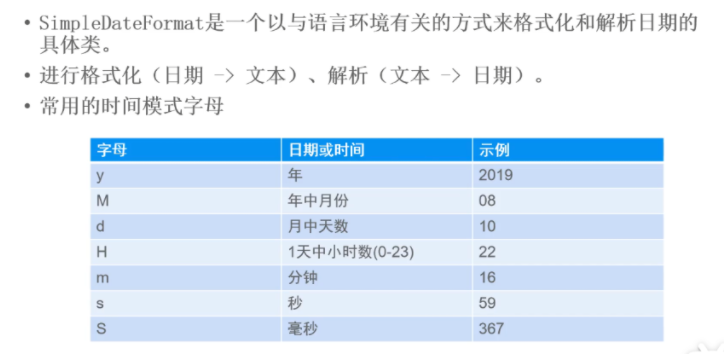 • SimpleDateFormat是一个以与语言环境有关的方式来格式化和解析日期的
具体类。
• 进行格式化（日期 -> 文本）、解析（文本 -> 日期）。
• 常用的时间模式字母
字母 日期或时间 示例
y 年 2019
M 年中月份 08
d 月中天数 10
H 1天中小时数(0-23) 22
m 分钟 16
s 秒 59
S 毫秒 367